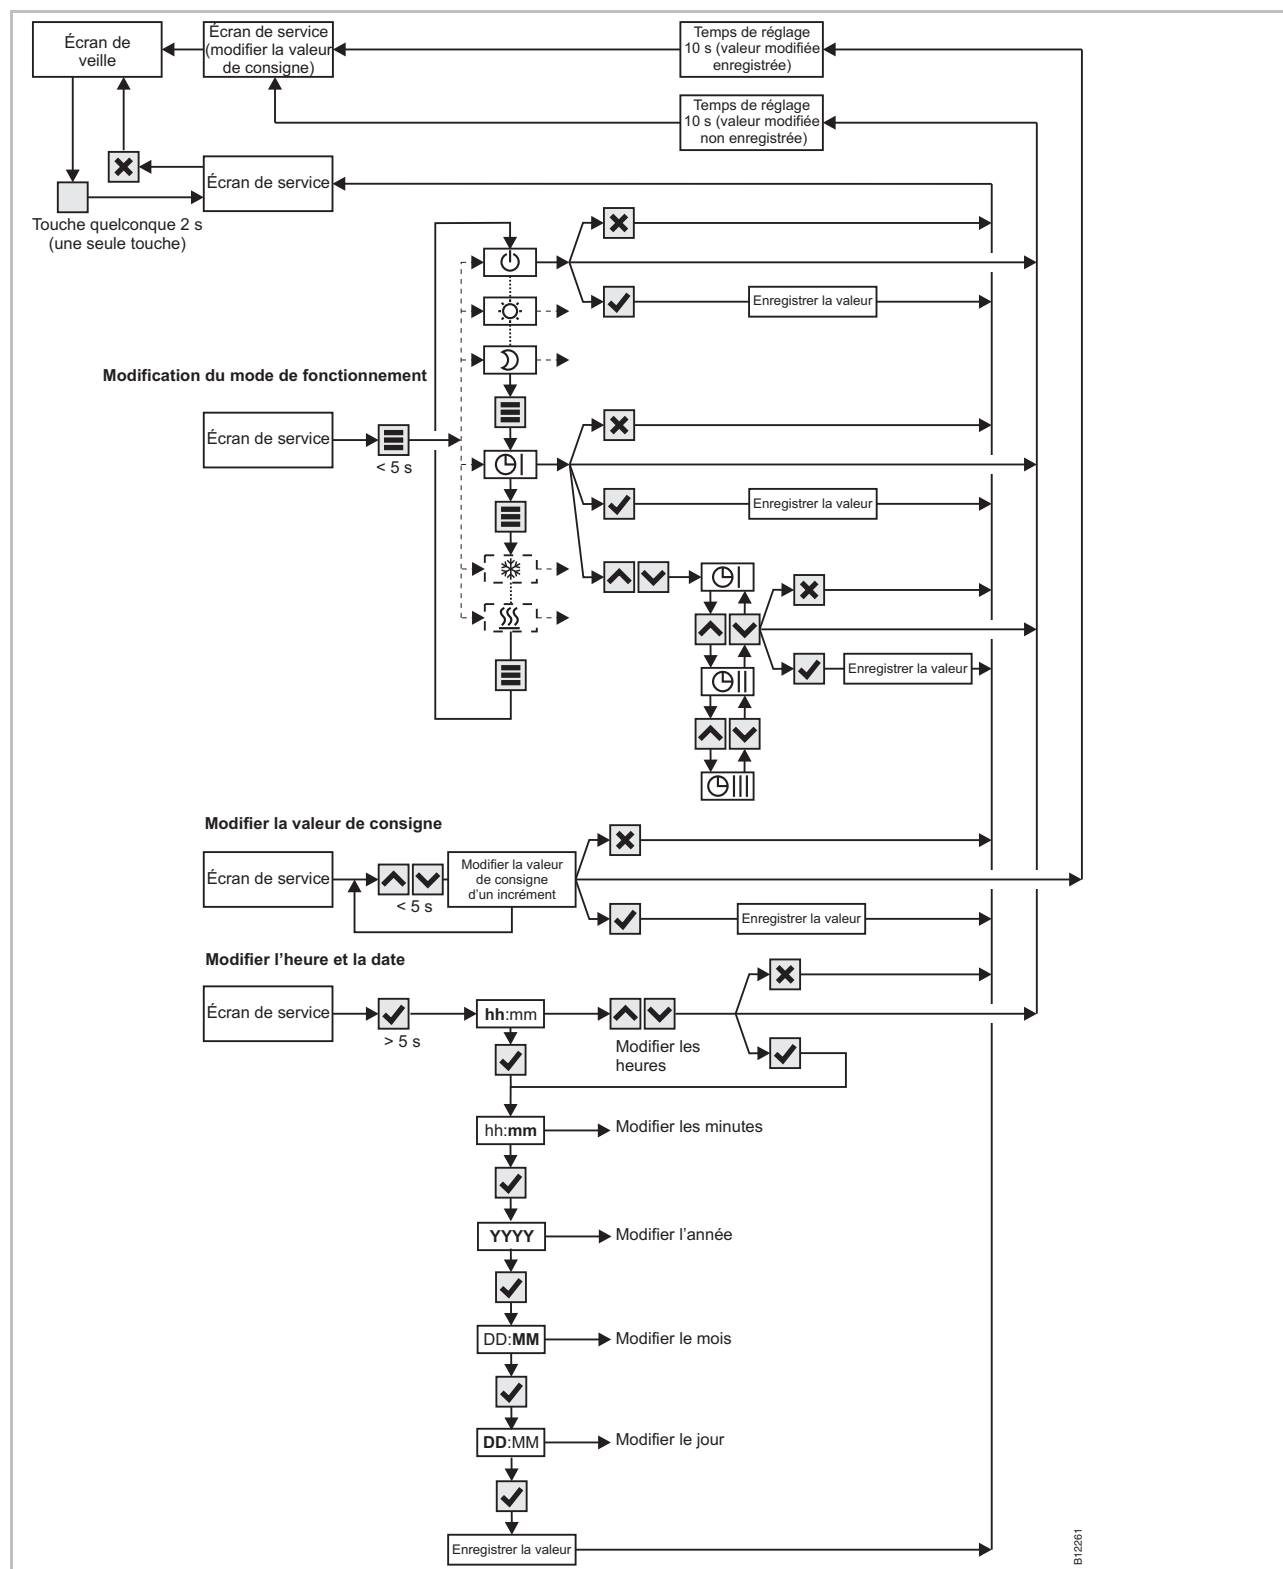 Écran de
veille
Écran de service
(modifier la valeur
de consigne)
Temps de réglage
10 s (valeur modifiée
enregistrée)
Temps de réglage
10 s (valeur modifiée
non enregistrée)
Écran de service
Touche quelconque 2 s
(une seule touche)
Enregistrer la valeur
Modification du mode de fonctionnement
Écran de service
< 5 s
Enregistrer la valeur
Enregistrer la valeur
Modifier la valeur de consigne
Écran de service
< 5 s
Modifier la valeur
de consigne
d'un incrément
Enregistrer la valeur
Modifier l'heure et la date
Écran de service
> 5 s
hh:mm
Modifier les
heures
hh:mm
Modifier les minutes
YYYY
Modifier l'année
DD:MM
Modifier le mois
DD:MM
Modifier le jour
Enregistrer la valeur
B12261